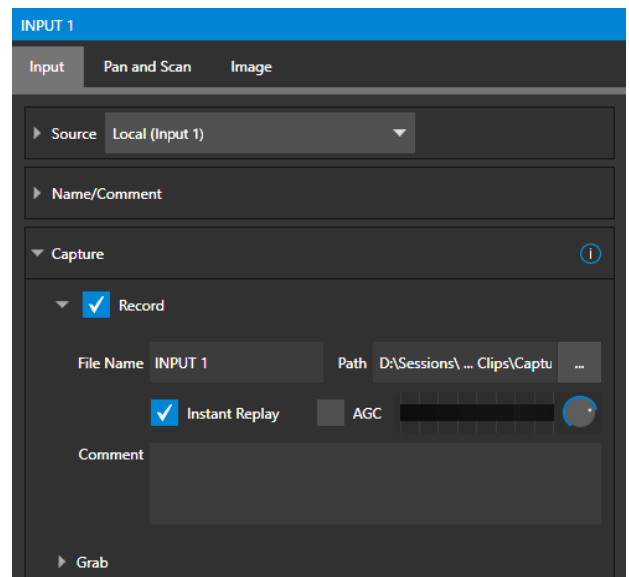 INPUT 1
Input Pan and Scan Image
Source Local (Input 1)
Name/Comment
Capture
Record
File Name INPUT 1 Path D:\Sessions\ ... Clips\Captu ...
Instant Replay AGC
Comment
Grab